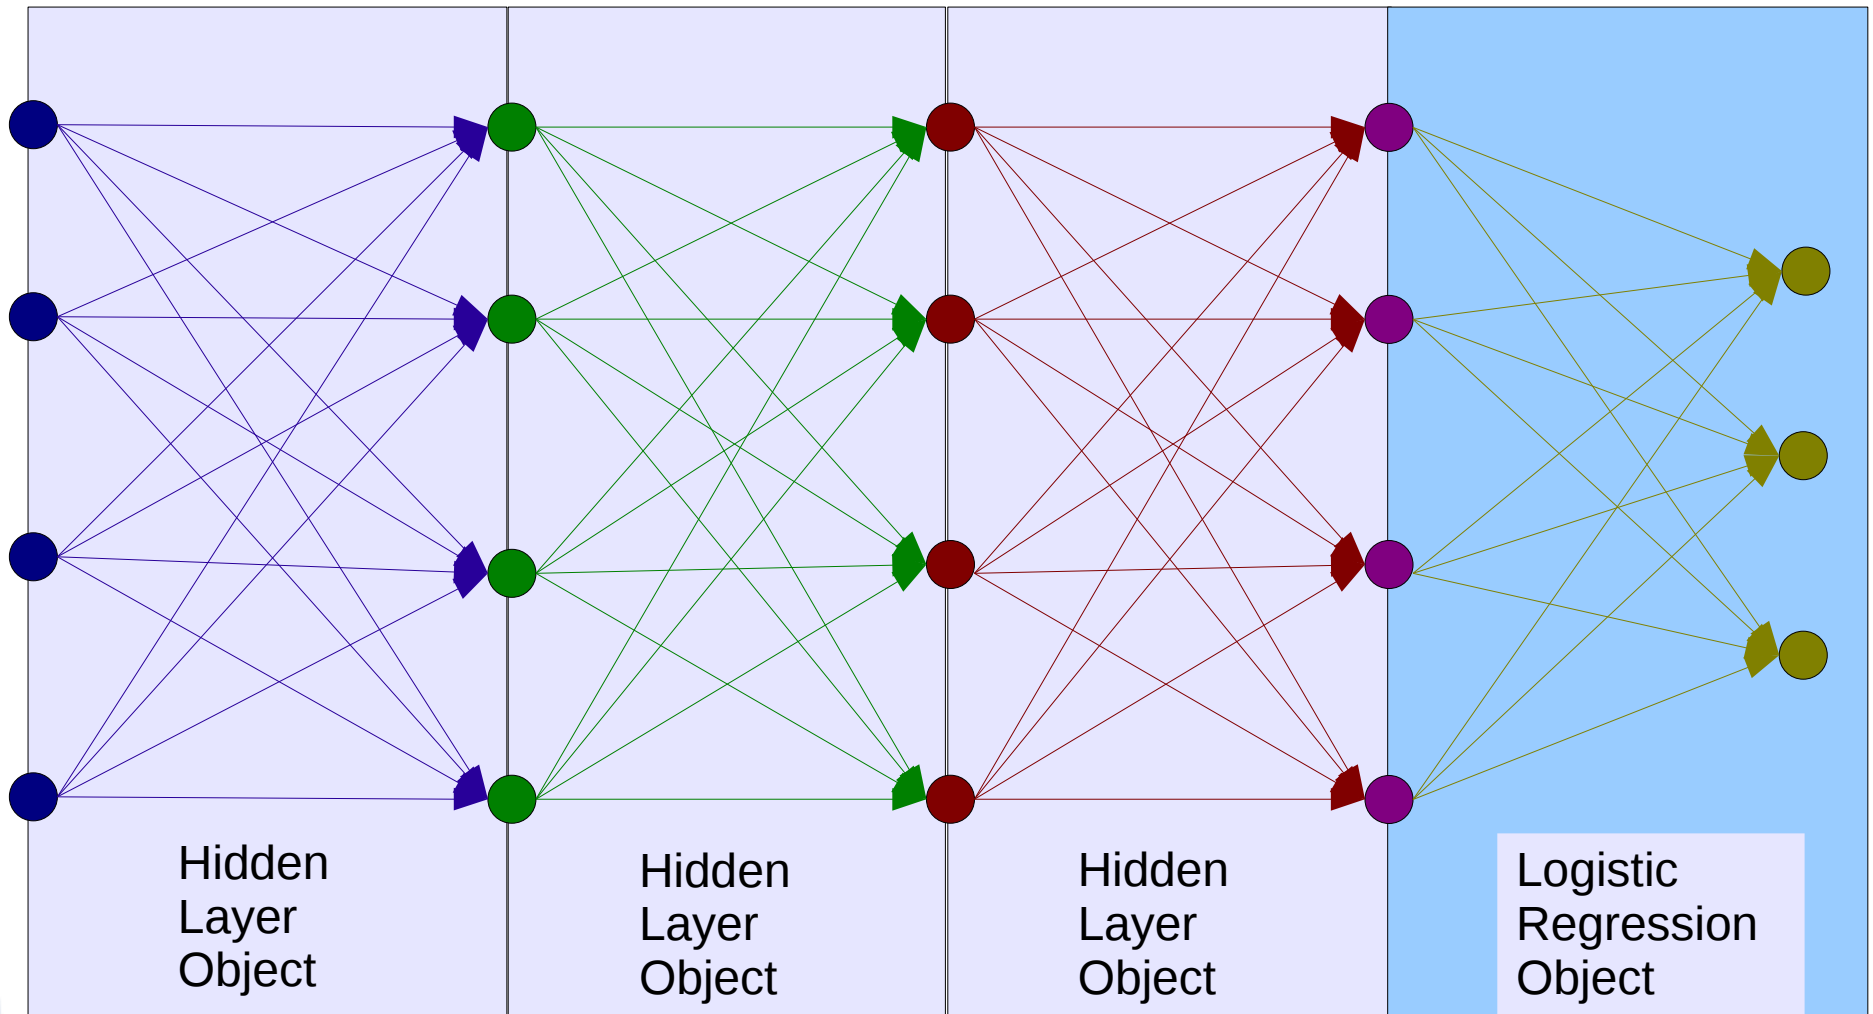 Hidden
Layer
Object
Hidden
Layer
Object
Hidden
Layer
Object
Logistic
Regression
Object